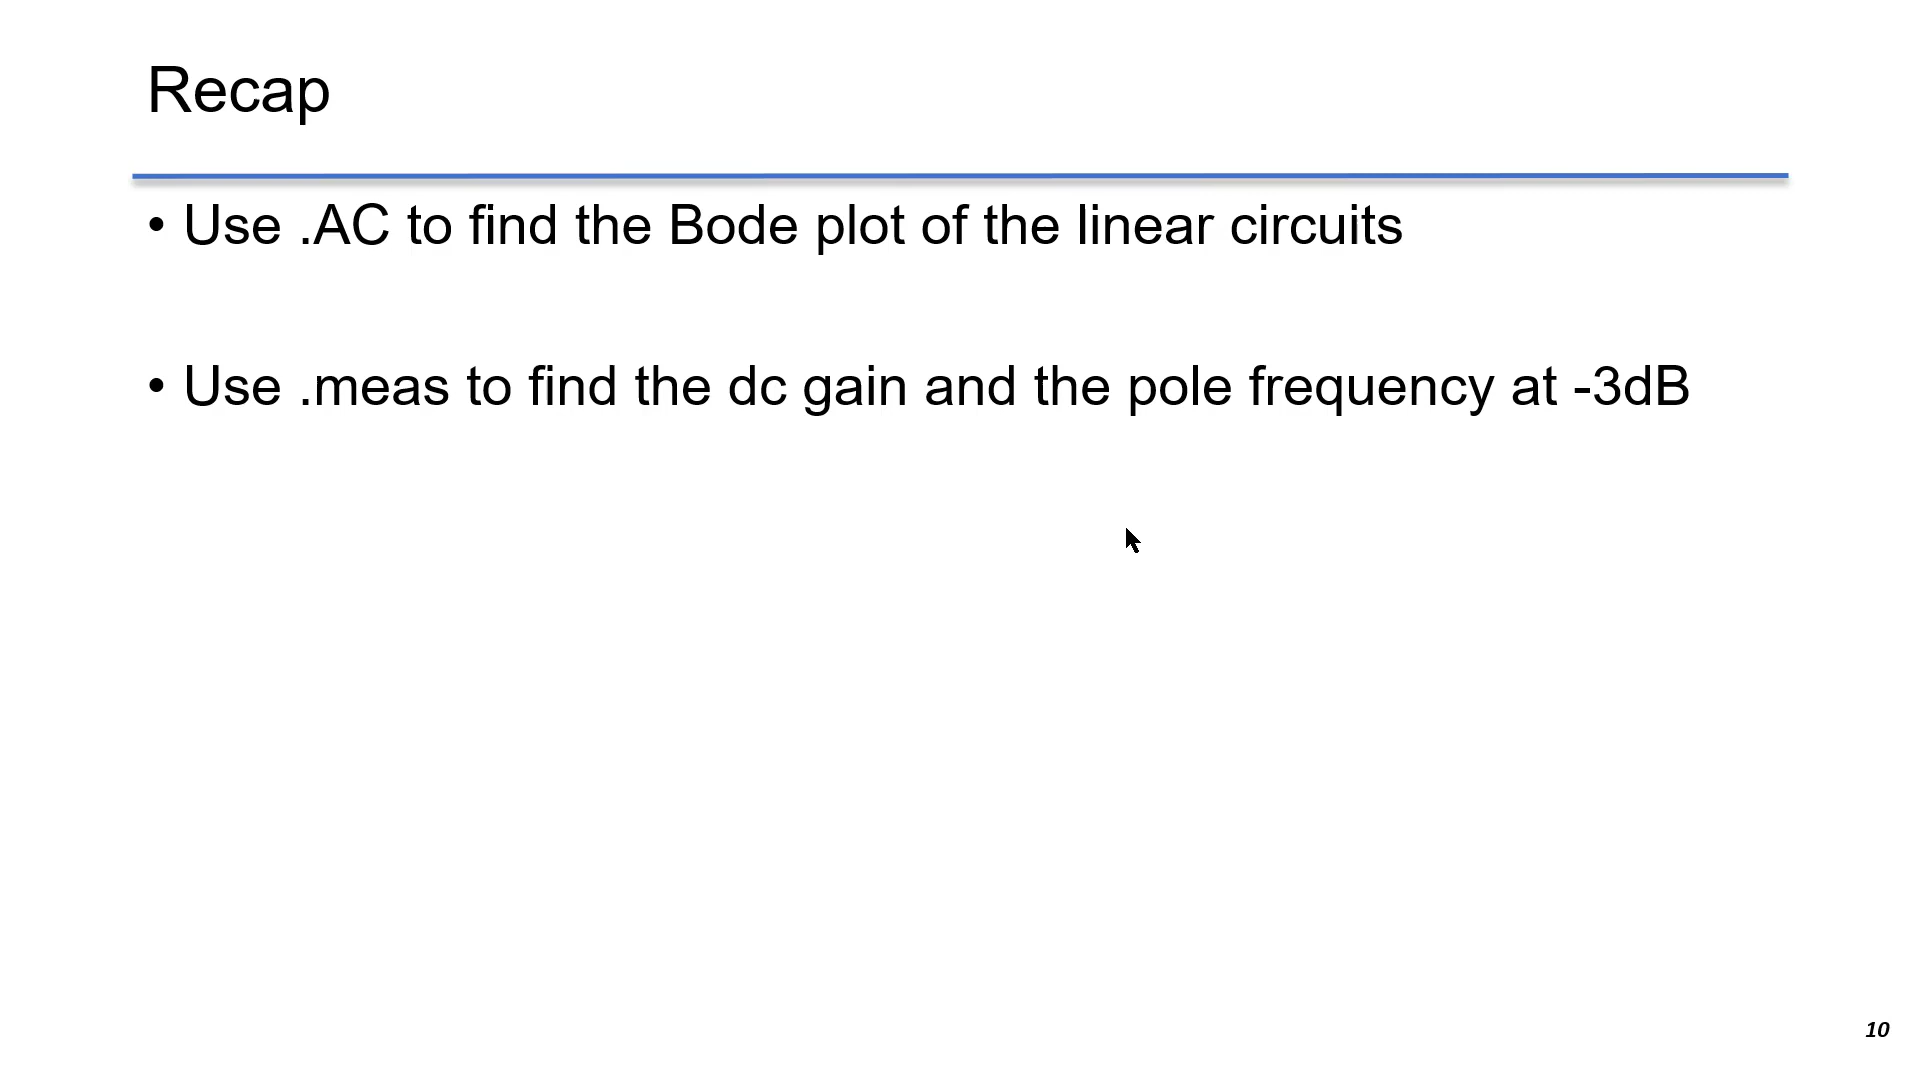 Recap
• Use .AC to find the Bode plot of the linear circuits
• Use .meas to find the dc gain and the pole frequency at -3dB
10